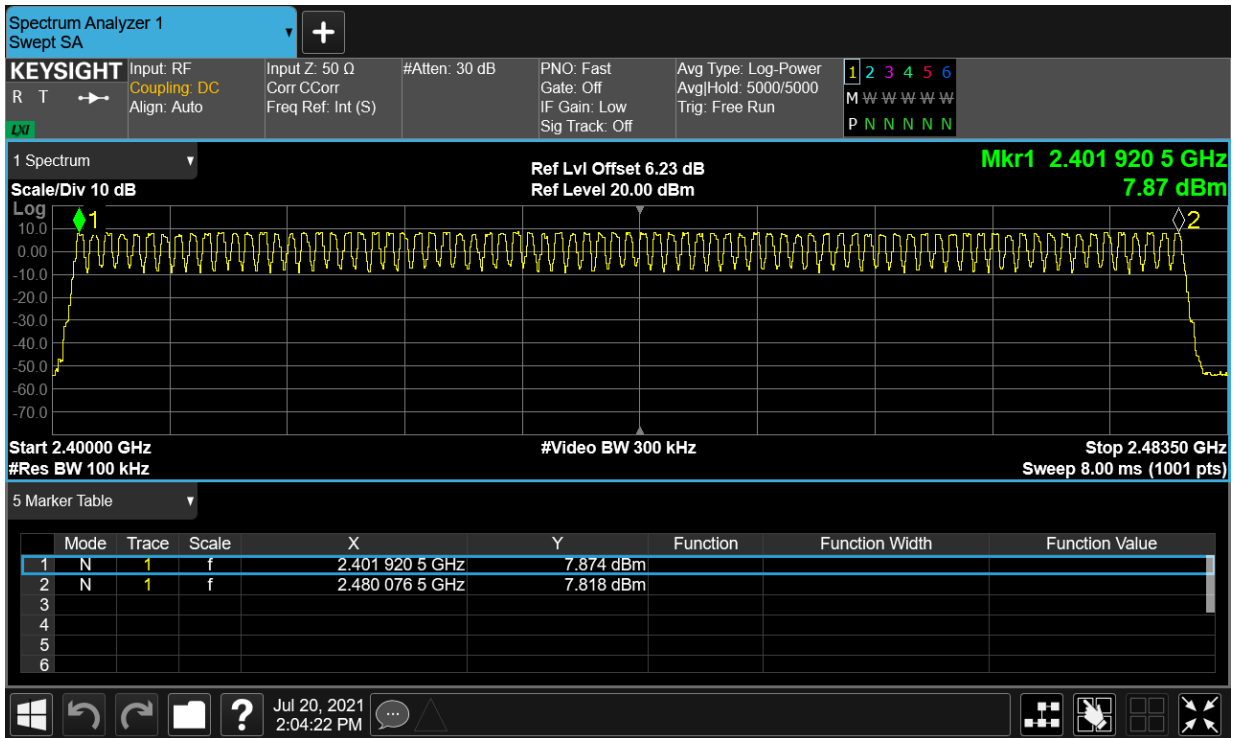 Spectrum Analyzer 1
Swept SA
+
KEYSIGHT Input: RF Input Z: 50 Ω #Atten: 30 dB PNO: Fast Avg Type: Log-Power 1 2 3 4 5 6
R T Coupling: DC Corr CCorr Gate: Off Avg|Hold: 5000/5000 M W W W W W
Align: Auto Freq Ref: Int (S) IF Gain: Low Trig: Free Run
LXI Sig Track: Off P N N N N N N
1 Spectrum Ref Lvl Offset 6.23 dB Mkr1 2.401 920 5 GHz
Scale/Div 10 dB Ref Level 20.00 dBm 7.87 dBm
Log
1 2
10.0
0.00
-10.0
-20.0
-30.0
-40.0
-50.0
-60.0
-70.0
Start 2.40000 GHz #Video BW 300 kHz Stop 2.48350 GHz
#Res BW 100 kHz Sweep 8.00 ms (1001 pts)
5 Marker Table
Mode Trace Scale X Y Function Function Width Function Value
1 N 1 f 2.401 920 5 GHz 7.874 dBm
2 N 1 f 2.480 076 5 GHz 7.818 dBm
3
4
5
6
? Jul 20, 2021
2:04:22 PM